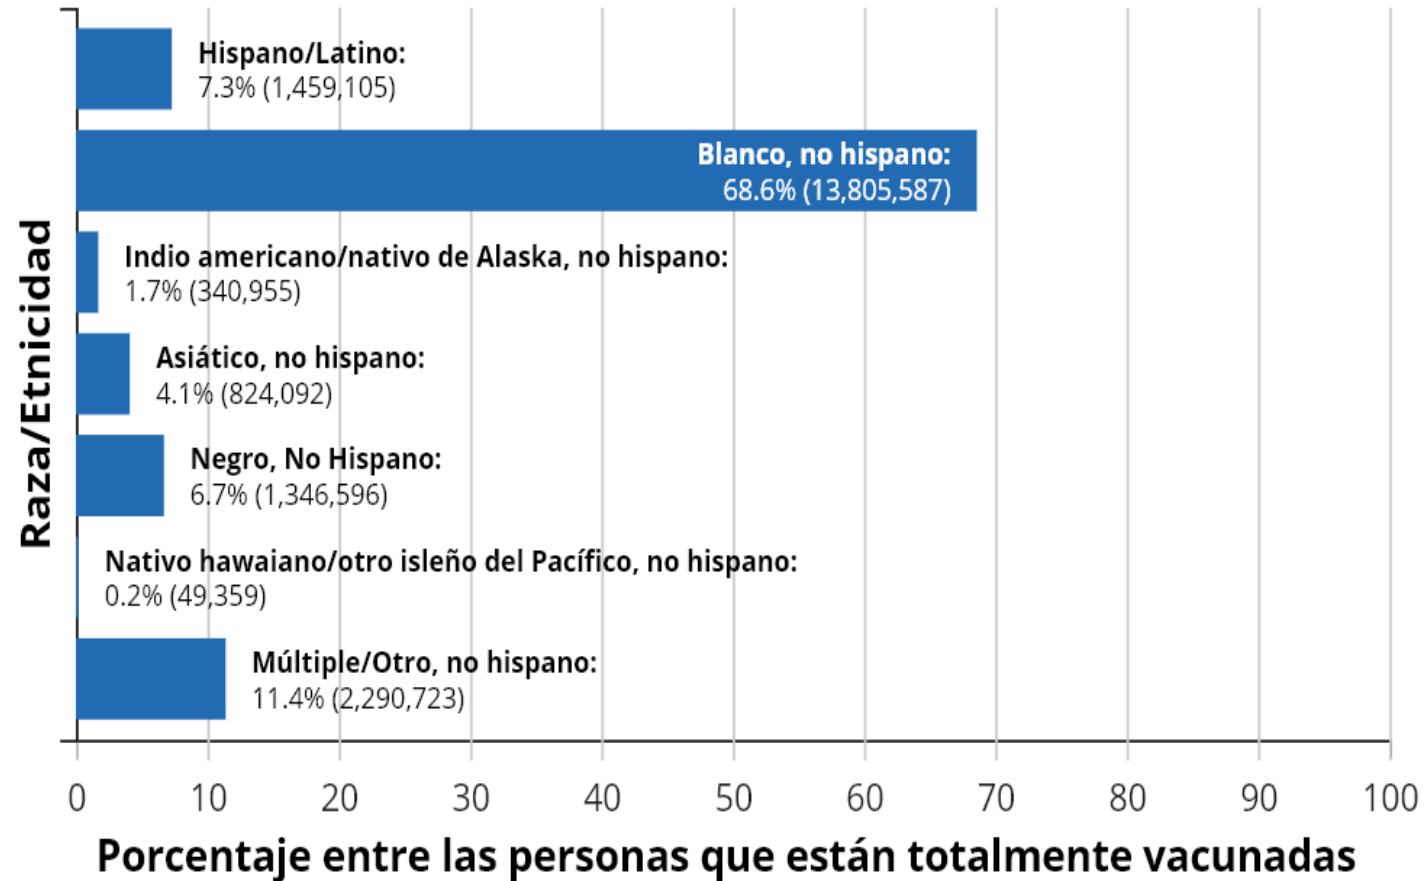 Raza/Etnicidad
Hispano/Latino:
7.3% (1,459,105)
Blanco, no hispano:
68.6% (13,805,587)
Indio americano/nativo de Alaska, no hispano:
1.7% (340,955)
Asiático, no hispano:
4.1% (824,092)
Negro, No Hispano:
6.7% (1,346,596)
Nativo hawaiano/otro isleño del Pacífico, no hispano:
0.2% (49,359)
Múltiple/Otro, no hispano:
11.4% (2,290,723)
0 10 20 30 40 50 60 70 80 90 100
Porcentaje entre las personas que están totalmente vacunadas